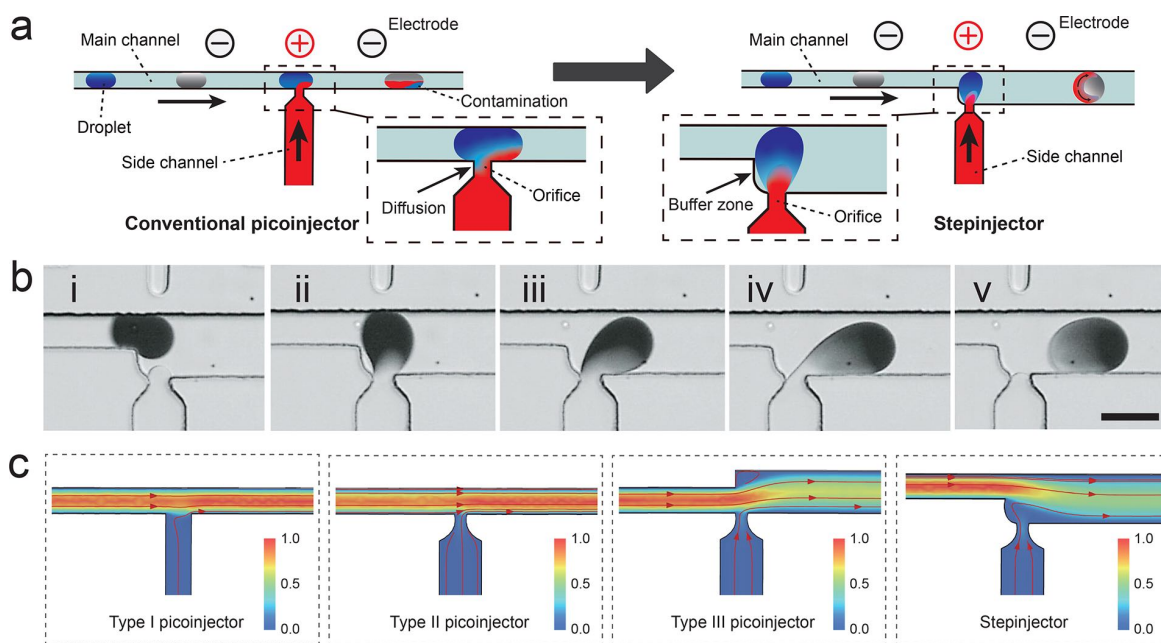 a
Electrode
Main channel
− + −
Contamination
Droplet
Side channel
Diffusion
Orifice
Conventional picoinjector
Electrode
Main channel
− + −
Side channel
Buffer zone
Orifice
Stepinjector
b
i
ii
iii
iv
v
c
1.0
0.5
0.0
Type I picoinjector
1.0
0.5
0.0
Type II picoinjector
1.0
0.5
0.0
Type III picoinjector
1.0
0.5
0.0
Stepinjector